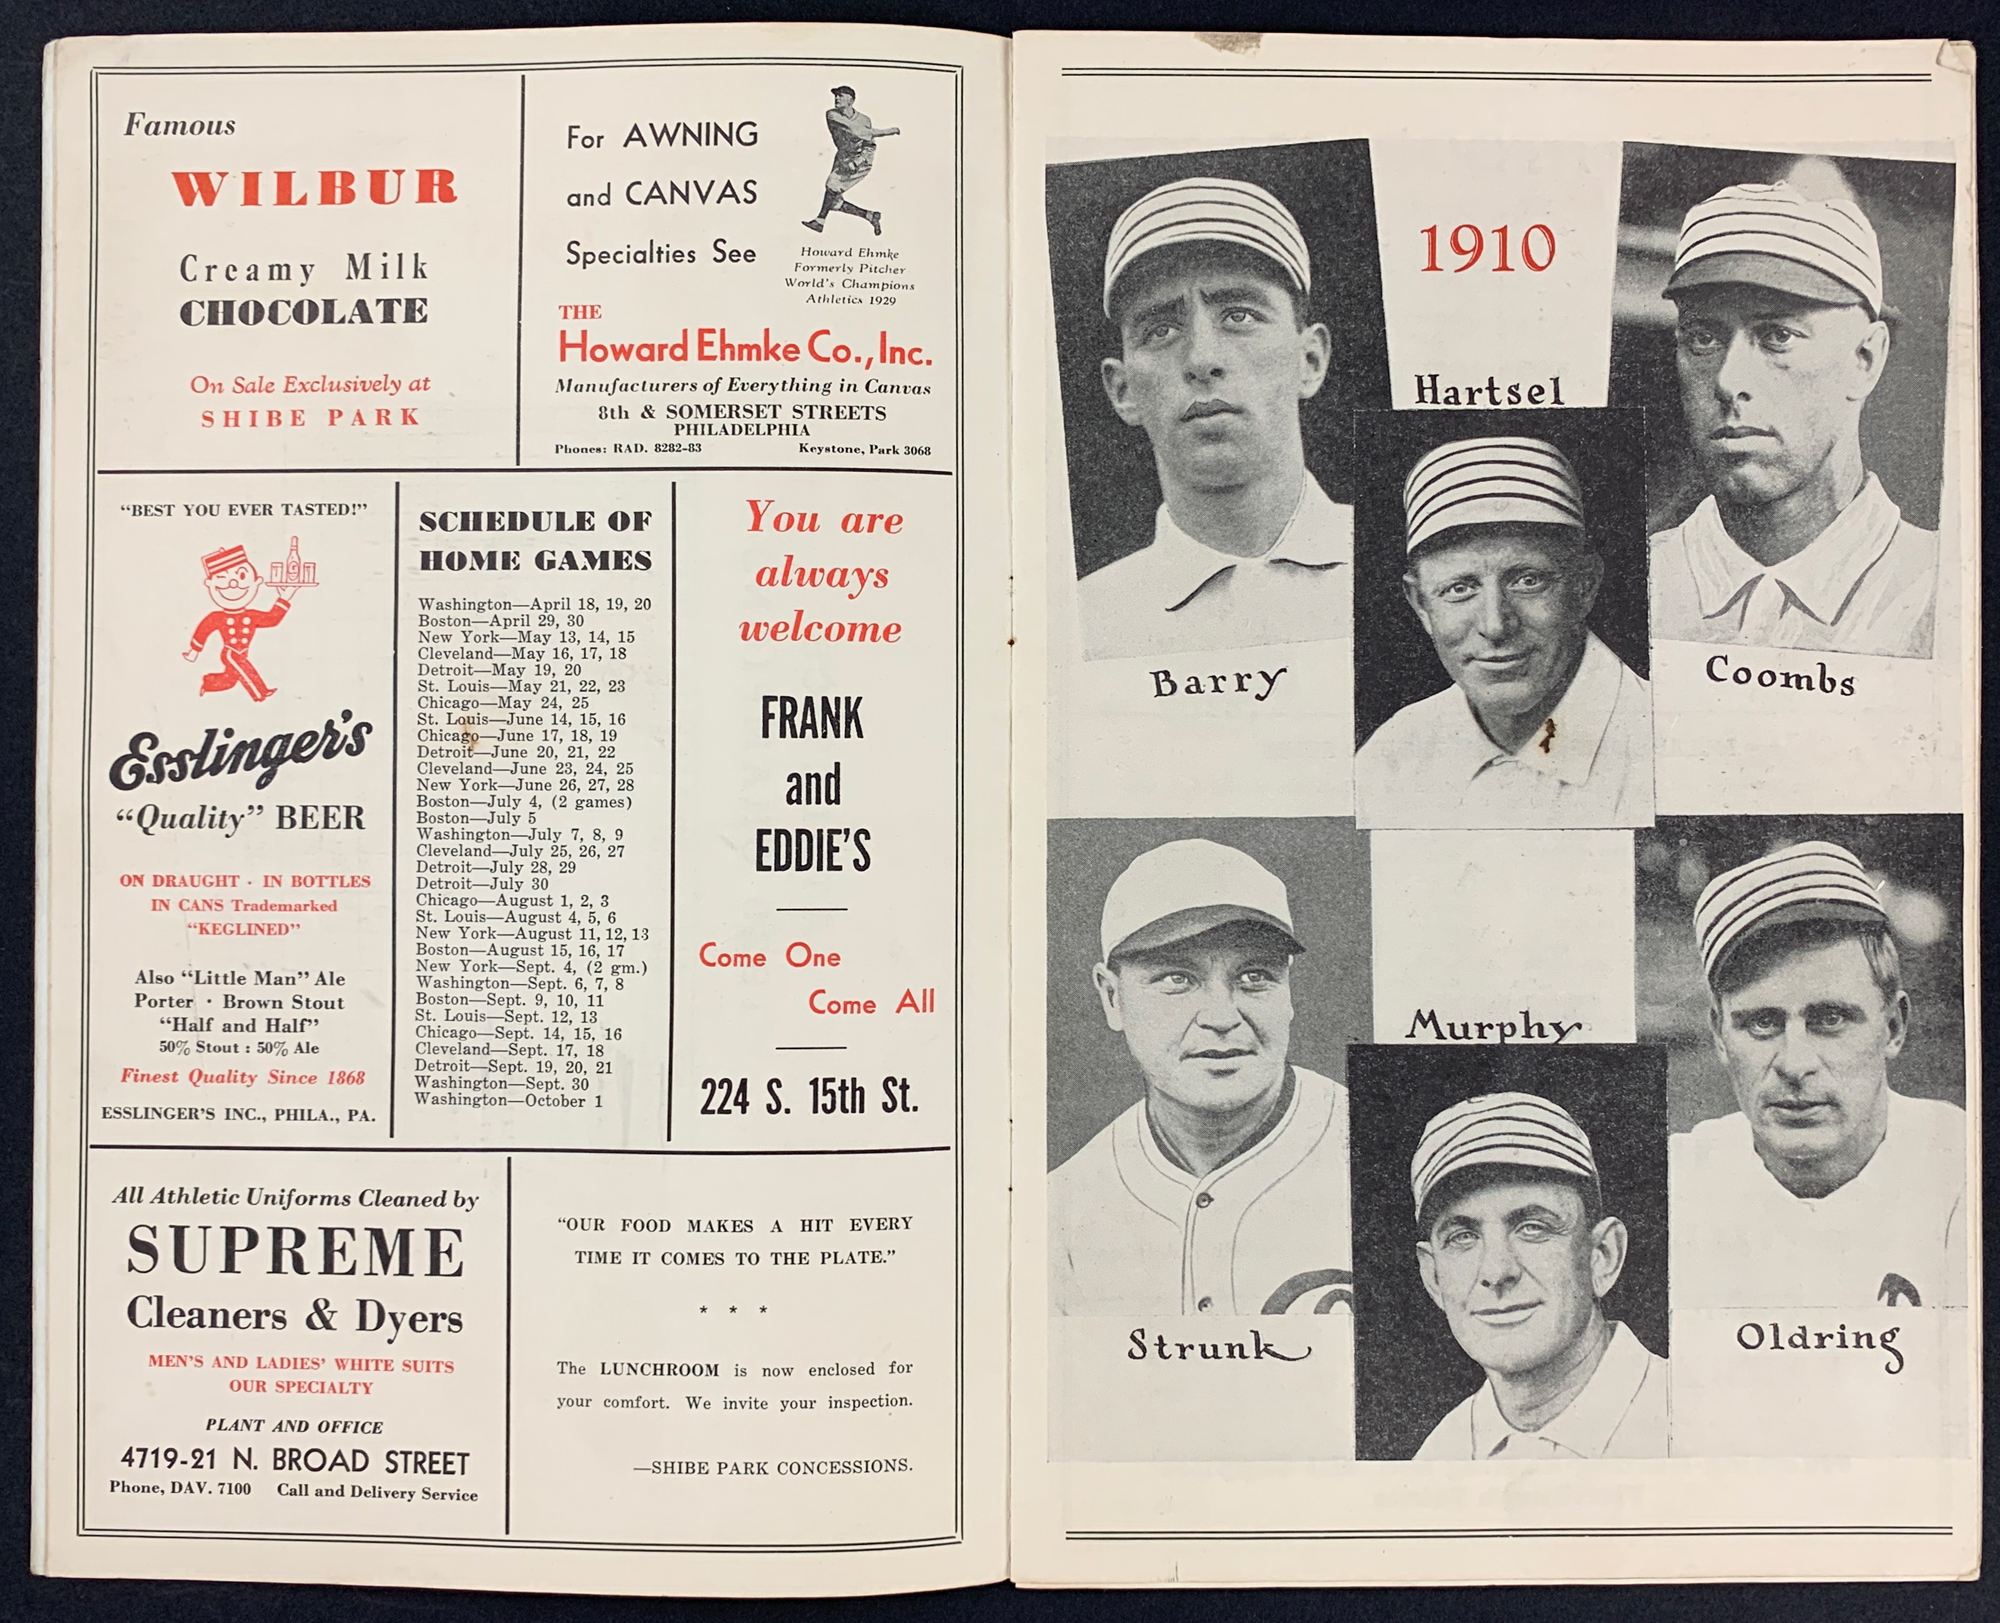 Famous
WILBUR
Creamy Milk
CHOCOLATE
On Sale Exclusively at
SHIBE PARK
For AWNING
and CANVAS
Specialties See
Howard Ehmke
Formerly Pitcher
World's Champions
Athletics 1929
THE
Howard Ehmke Co., Inc.
Manufacturers of Everything in Canvas
8th & SOMERSET STREETS
PHILADELPHIA
Phones: RAD. 8282-83 Keystone, Park 3068
"BEST YOU EVER TASTED!"
Esslinger's
"Quality" BEER
ON DRAUGHT · IN BOTTLES
IN CANS Trademarked
"KEGLINED"
Also "Little Man" Ale
Porter · Brown Stout
"Half and Half"
50% Stout : 50% Ale
Finest Quality Since 1868
ESSLINGER'S INC., PHILA., PA.
SCHEDULE OF
HOME GAMES
Washington—April 18, 19, 20
Boston—April 29, 30
New York—May 13, 14, 15
Cleveland—May 16, 17, 18
Detroit—May 19, 20
St. Louis—May 21, 22, 23
Chicago—May 24, 25
St. Louis—June 14, 15, 16
Chicago—June 17, 18, 19
Detroit—June 20, 21, 22
Cleveland—June 23, 24, 25
New York—June 26, 27, 28
Boston—July 4, (2 games)
Boston—July 5
Washington—July 7, 8, 9
Cleveland—July 25, 26, 27
Detroit—July 28, 29
Detroit—July 30
Chicago—August 1, 2, 3
St. Louis—August 4, 5, 6
New York—August 11, 12, 13
Boston—August 15, 16, 17
New York—Sept. 4, (2 gm.)
Washington—Sept. 6, 7, 8
Boston—Sept. 9, 10, 11
St. Louis—Sept. 12, 13
Chicago—Sept. 14, 15, 16
Cleveland—Sept. 17, 18
Detroit—Sept. 19, 20, 21
Washington—Sept. 30
Washington—October 1
You are
always
welcome
FRANK
and
EDDIE'S
Come One
Come All
224 S. 15th St.
All Athletic Uniforms Cleaned by
SUPREME
Cleaners & Dyers
MEN'S AND LADIES' WHITE SUITS
OUR SPECIALTY
PLANT AND OFFICE
4719-21 N. BROAD STREET
Phone, DAV. 7100 Call and Delivery Service
"OUR FOOD MAKES A HIT EVERY
TIME IT COMES TO THE PLATE."
* * *
The LUNCHROOM is now enclosed for
your comfort. We invite your inspection.
—SHIBE PARK CONCESSIONS.
1910
Hartsel
Barry
Coombs
Murphy
Strunk
Oldring